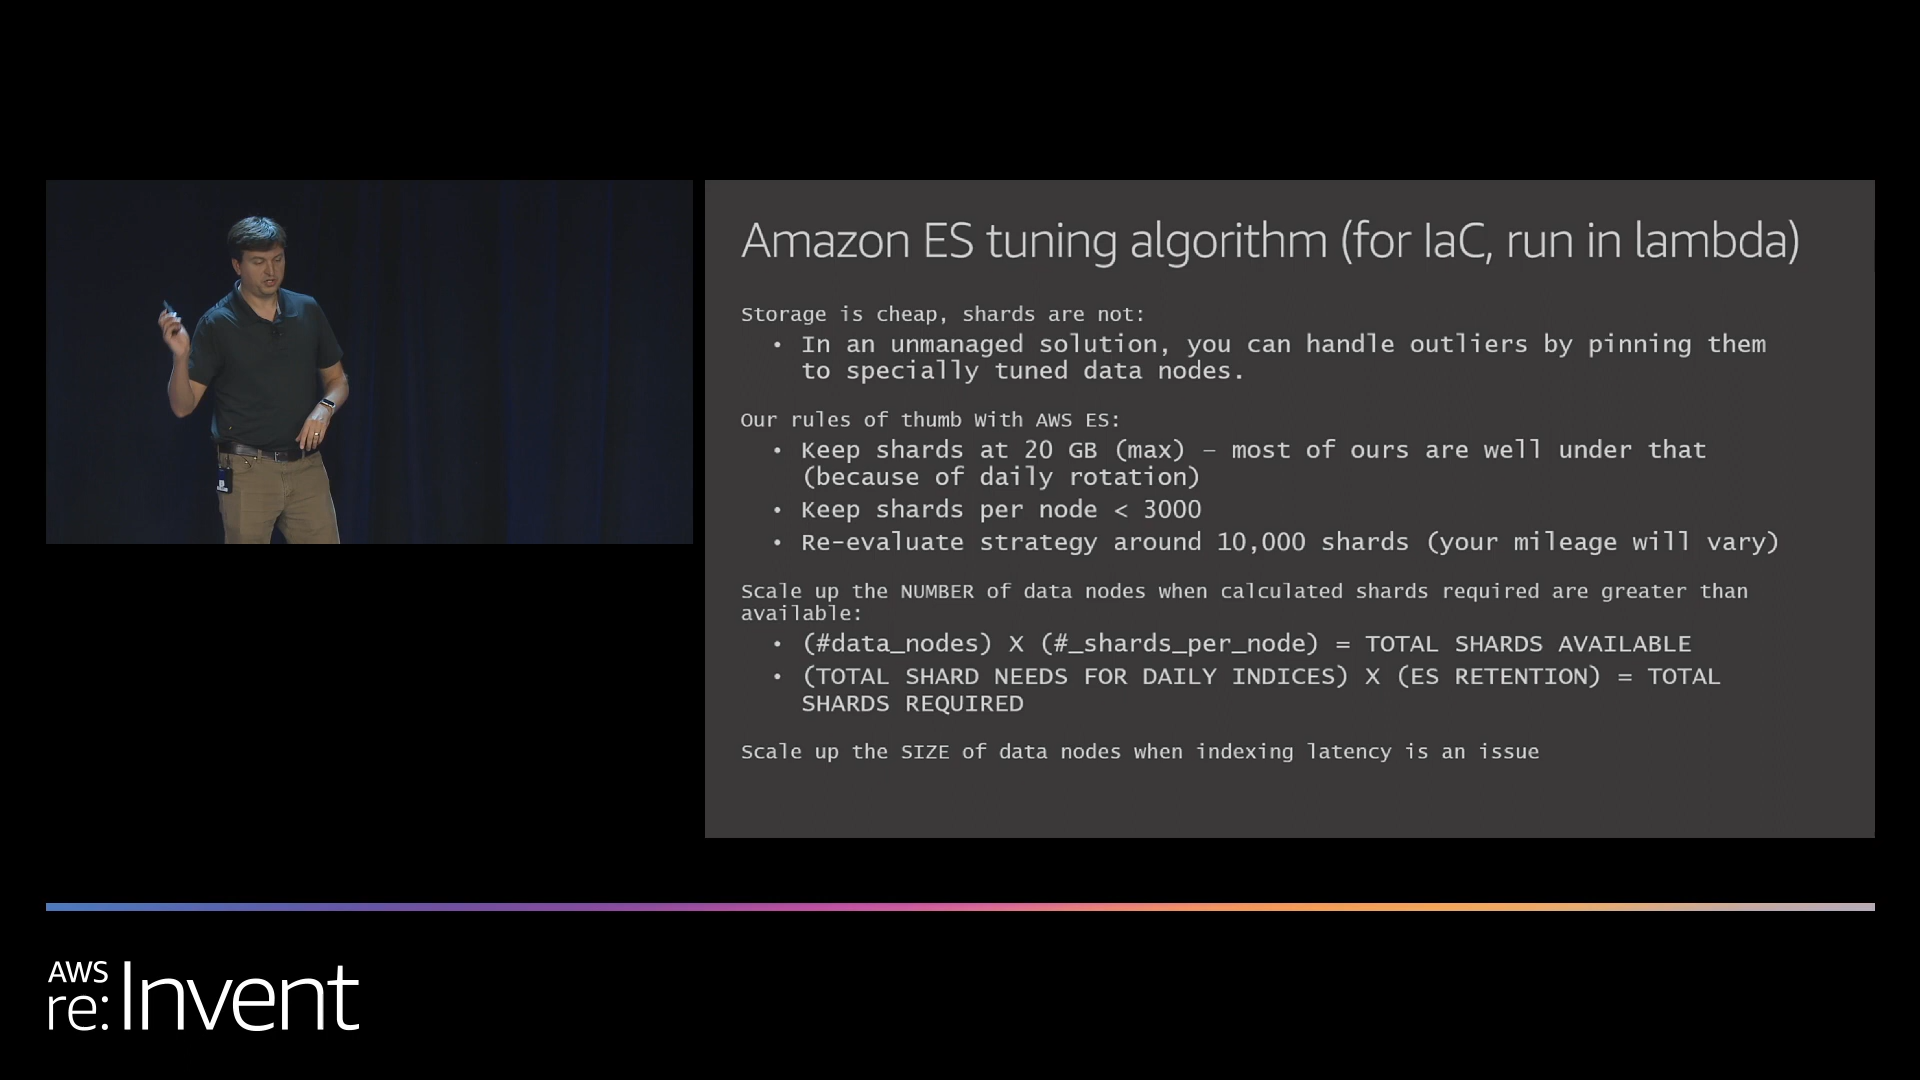 Amazon ES tuning algorithm (for IaC, run in lambda)
Storage is cheap, shards are not:
• In an unmanaged solution, you can handle outliers by pinning them
to specially tuned data nodes.
Our rules of thumb With AWS ES:
• Keep shards at 20 GB (max) – most of ours are well under that
(because of daily rotation)
• Keep shards per node < 3000
• Re-evaluate strategy around 10,000 shards (your mileage will vary)
Scale up the NUMBER of data nodes when calculated shards required are greater than
available:
• (#data_nodes) X (#_shards_per_node) = TOTAL SHARDS AVAILABLE
• (TOTAL SHARD NEEDS FOR DAILY INDICES) X (ES RETENTION) = TOTAL
SHARDS REQUIRED
Scale up the SIZE of data nodes when indexing latency is an issue
AWS
re:Invent